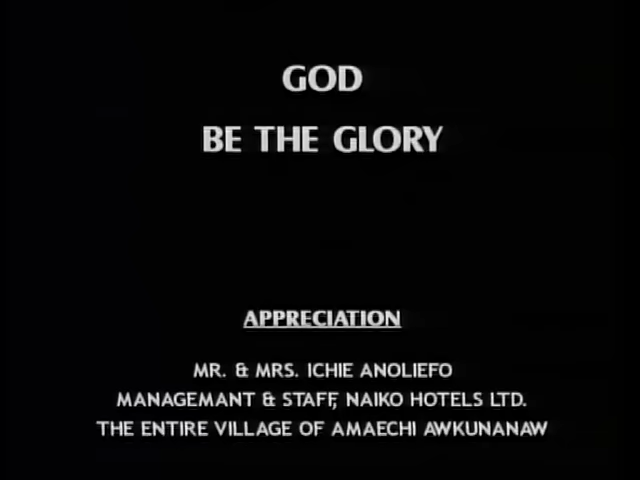 GOD
BE THE GLORY
APPRECIATION
MR. & MRS. ICHIE ANOLIEFO
MANAGEMANT & STAFF, NAIKO HOTELS LTD.
THE ENTIRE VILLAGE OF AMAECHI AWKUNANAW